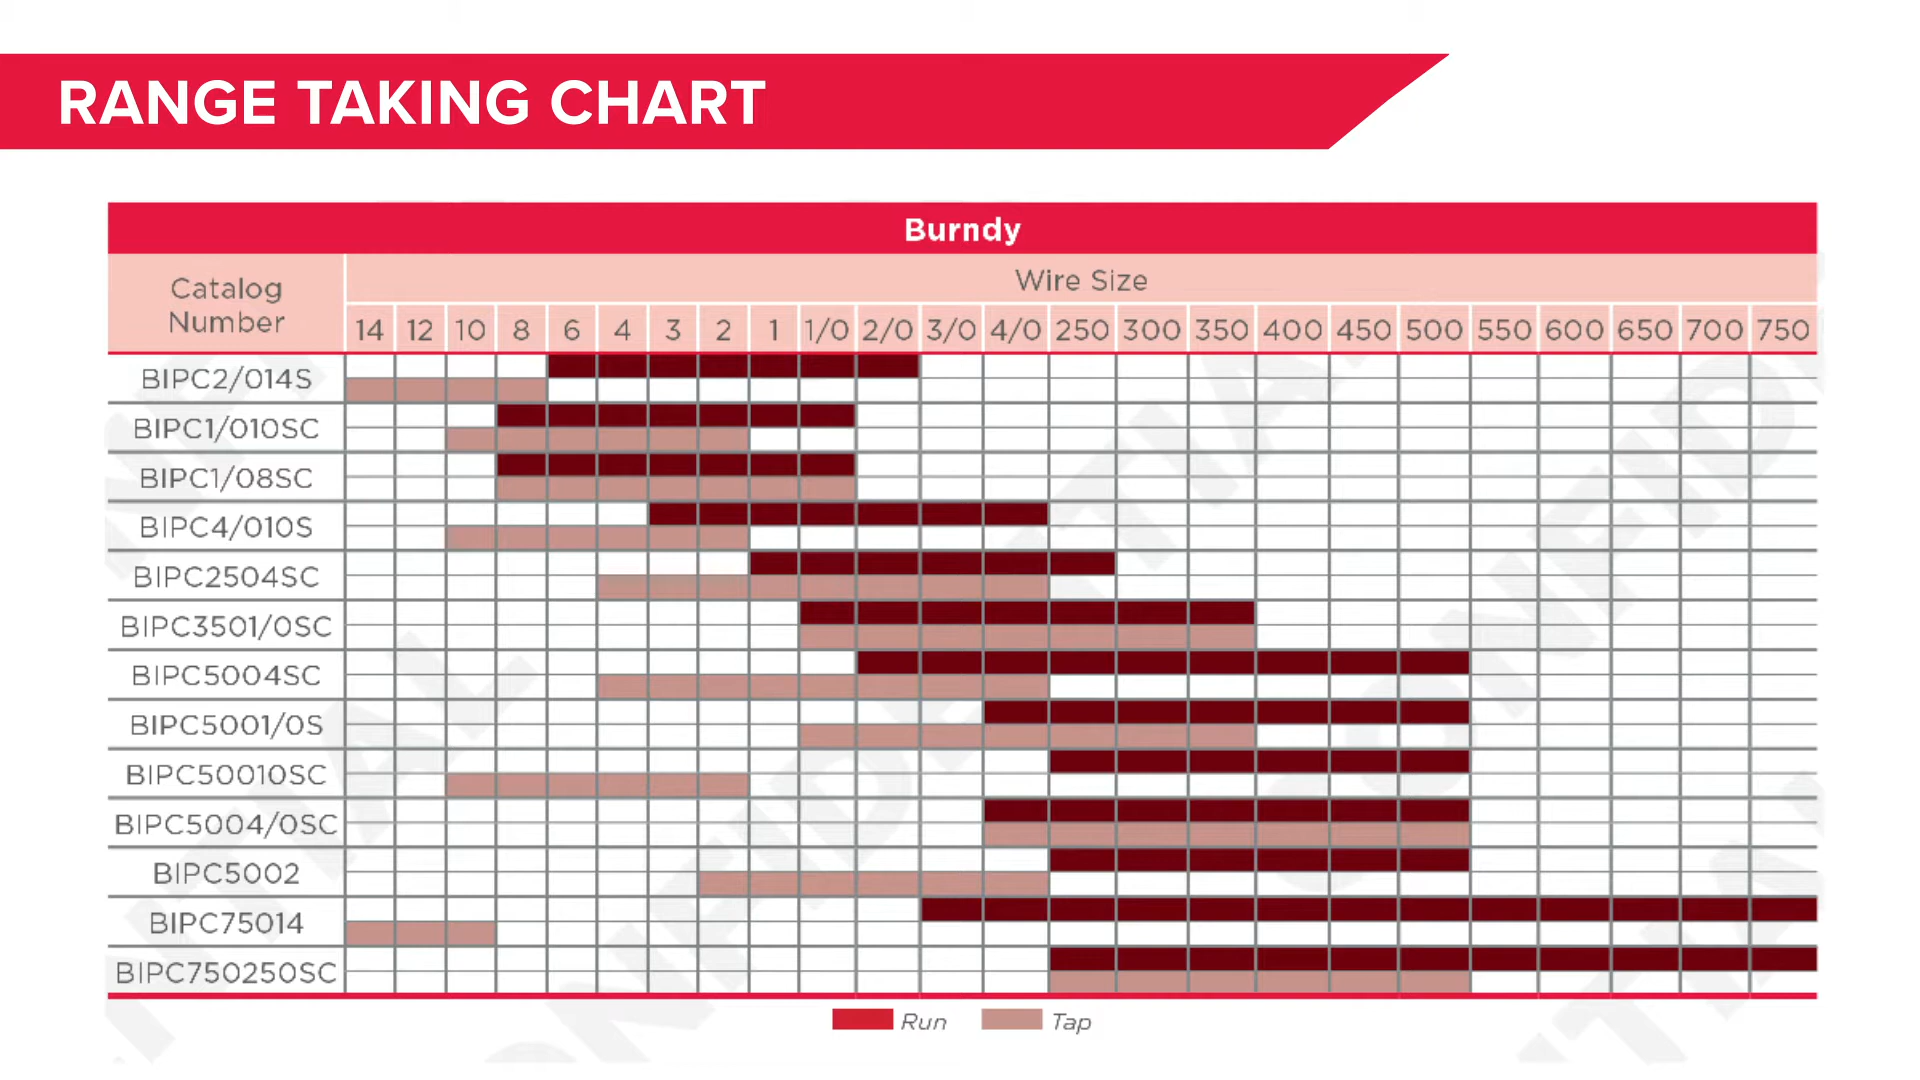 RANGE TAKING CHART
Burndy
Catalog Number
Wire Size
14 12 10 8 6 4 3 2 1 1/0 2/0 3/0 4/0 250 300 350 400 450 500 550 600 650 700 750
BIPC2/014S
BIPC1/010SC
BIPC1/08SC
BIPC4/010S
BIPC2504SC
BIPC3501/0SC
BIPC5004SC
BIPC5001/0S
BIPC50010SC
BIPC5004/0SC
BIPC5002
BIPC75014
BIPC750250SC
Run Tap
CONFIDENTIAL